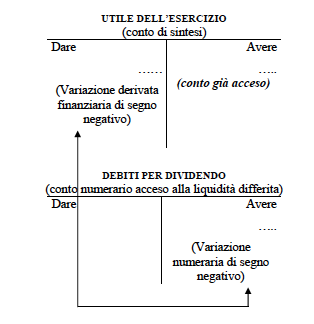 UTILE DELL'ESERCIZIO
(conto di sintesi)
Dare Avere
…… …..
(Variazione derivata
finanziaria di segno
negativo)
(conto già acceso)
DEBITI PER DIVIDENDO
(conto numerario acceso alla liquidità differita)
Dare Avere
…..
(Variazione
numeraria di segno
negativo)